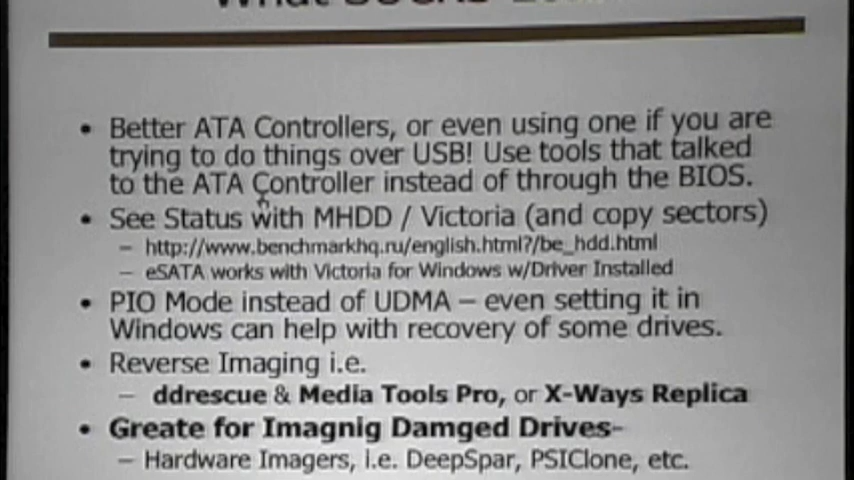 • Better ATA Controllers, or even using one if you are
trying to do things over USB! Use tools that talked
to the ATA Controller instead of through the BIOS.
• See Status with MHDD / Victoria (and copy sectors)
– http://www.benchmarkhq.ru/english.html?/be_hdd.html
– eSATA works with Victoria for Windows w/Driver Installed
• PIO Mode instead of UDMA – even setting it in
Windows can help with recovery of some drives.
• Reverse Imaging i.e.
– ddrescue & Media Tools Pro, or X-Ways Replica
• Greate for Imagnig Damged Drives-
– Hardware Imagers, i.e. DeepSpar, PSIClone, etc.